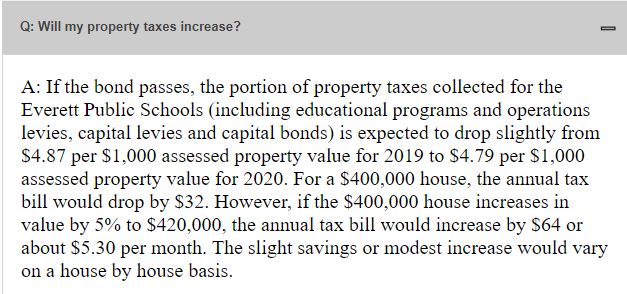 Q: Will my property taxes increase?
A: If the bond passes, the portion of property taxes collected for the
Everett Public Schools (including educational programs and operations
levies, capital levies and capital bonds) is expected to drop slightly from
$4.87 per $1,000 assessed property value for 2019 to $4.79 per $1,000
assessed property value for 2020. For a $400,000 house, the annual tax
bill would drop by $32. However, if the $400,000 house increases in
value by 5% to $420,000, the annual tax bill would increase by $64 or
about $5.30 per month. The slight savings or modest increase would vary
on a house by house basis.